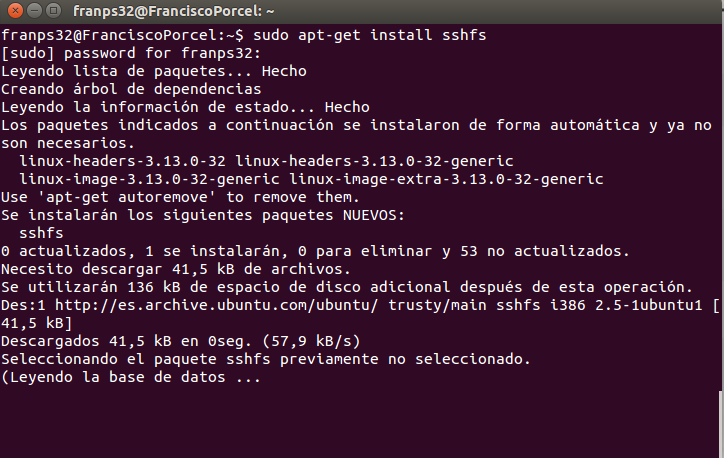 franps32@FranciscoPorcel: ~
franps32@FranciscoPorcel:~$ sudo apt-get install sshfs
[sudo] password for franps32:
Leyendo lista de paquetes... Hecho
Creando árbol de dependencias
Leyendo la información de estado... Hecho
Los paquetes indicados a continuación se instalaron de forma automática y ya no
son necesarios.
  linux-headers-3.13.0-32 linux-headers-3.13.0-32-generic
  linux-image-3.13.0-32-generic linux-image-extra-3.13.0-32-generic
Use 'apt-get autoremove' to remove them.
Se instalarán los siguientes paquetes NUEVOS:
  sshfs
0 actualizados, 1 se instalarán, 0 para eliminar y 53 no actualizados.
Necesito descargar 41,5 kB de archivos.
Se utilizarán 136 kB de espacio de disco adicional después de esta operación.
Des:1 http://es.archive.ubuntu.com/ubuntu/ trusty/main sshfs i386 2.5-1ubuntu1 [
41,5 kB]
Descargados 41,5 kB en 0seg. (57,9 kB/s)
Seleccionando el paquete sshfs previamente no seleccionado.
(Leyendo la base de datos ...